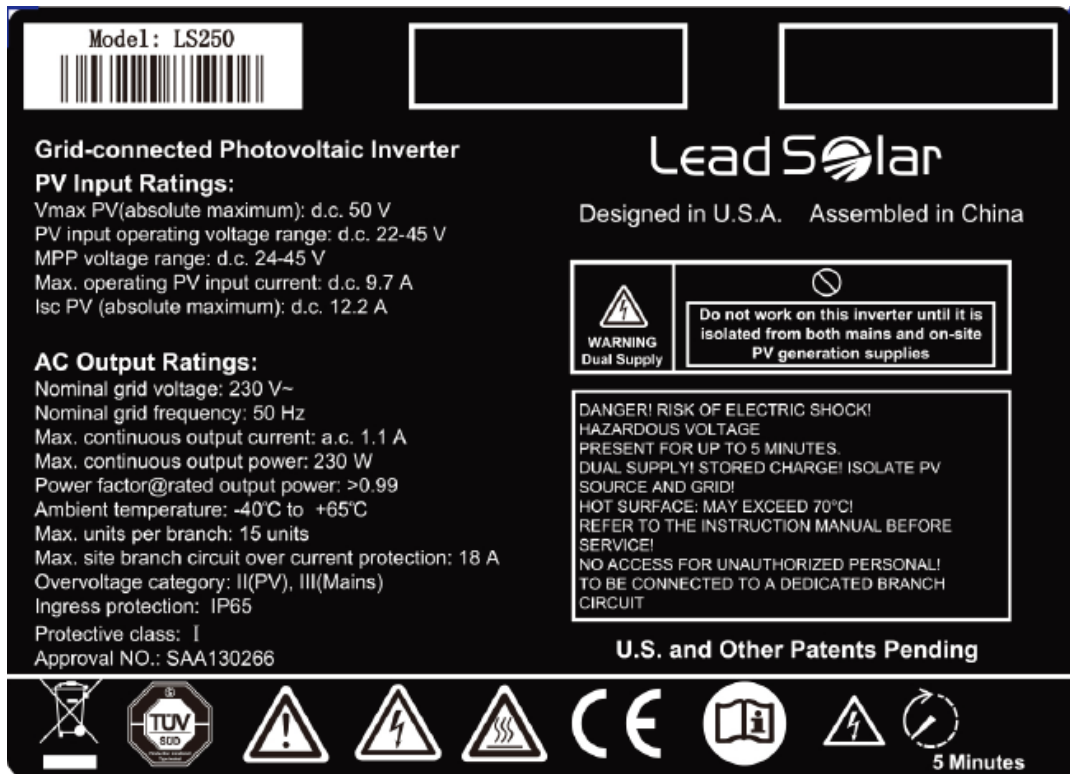 Model: LS250
Grid-connected Photovoltaic Inverter
PV Input Ratings:
Vmax PV(absolute maximum): d.c. 50 V
PV input operating voltage range: d.c. 22-45 V
MPP voltage range: d.c. 24-45 V
Max. operating PV input current: d.c. 9.7 A
Isc PV (absolute maximum): d.c. 12.2 A
AC Output Ratings:
Nominal grid voltage: 230 V~
Nominal grid frequency: 50 Hz
Max. continuous output current: a.c. 1.1 A
Max. continuous output power: 230 W
Power factor@rated output power: >0.99
Ambient temperature: -40℃ to +65℃
Max. units per branch: 15 units
Max. site branch circuit over current protection: 18 A
Overvoltage category: II(PV), III(Mains)
Ingress protection: IP65
Protective class: I
Approval NO.: SAA130266
Lead Solar
Designed in U.S.A. Assembled in China
WARNING
Dual Supply
Do not work on this inverter until it is
isolated from both mains and on-site
PV generation supplies
DANGER! RISK OF ELECTRIC SHOCK!
HAZARDOUS VOLTAGE
PRESENT FOR UP TO 5 MINUTES.
DUAL SUPPLY! STORED CHARGE! ISOLATE PV
SOURCE AND GRID!
HOT SURFACE: MAY EXCEED 70°C!
REFER TO THE INSTRUCTION MANUAL BEFORE
SERVICE!
NO ACCESS FOR UNAUTHORIZED PERSONAL!
TO BE CONNECTED TO A DEDICATED BRANCH
CIRCUIT
U.S. and Other Patents Pending
TÜV
SÜD
CE
5 Minutes